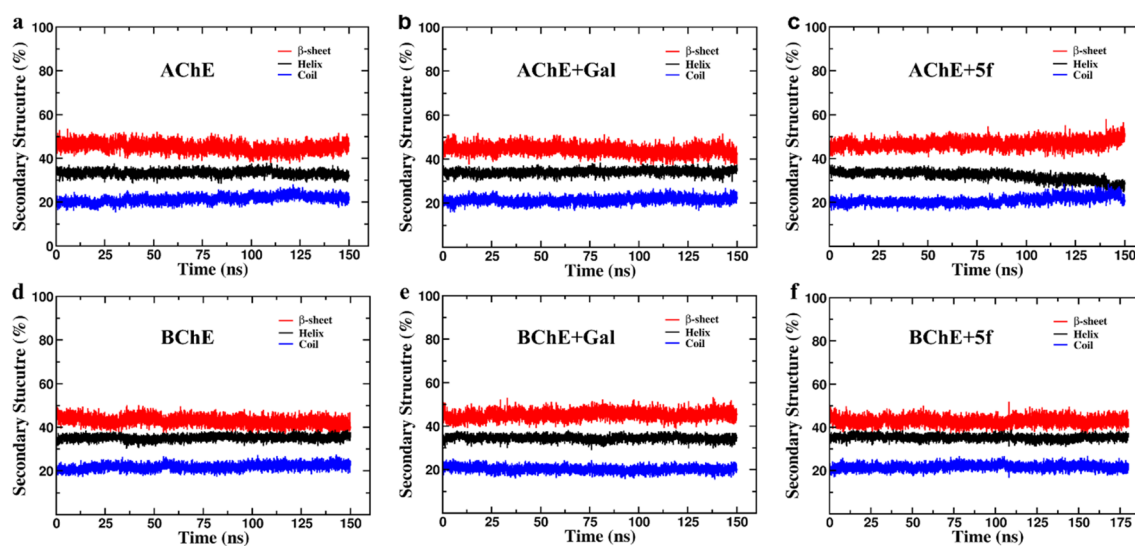 a
Secondary Strucutre (%)
100
80
60
40
20
0
β-sheet
Helix
Coil
AChE
0 25 50 75 100 125 150
Time (ns)
b
Secondary Strucutre (%)
100
80
60
40
20
β-sheet
Helix
Coil
AChE+Gal
0 25 50 75 100 125 150
Time (ns)
c
Secondary Strucutre (%)
100
80
60
40
20
β-sheet
Helix
Coil
AChE+5f
0 25 50 75 100 125 150
Time (ns)
d
Secondary Stucutre (%)
100
80
60
40
20
β-sheet
Helix
Coil
BChE
0 25 50 75 100 125 150
Time (ns)
e
Secondary Strucutre (%)
100
80
60
40
20
β-sheet
Helix
Coil
BChE+Gal
0 25 50 75 100 125 150
Time (ns)
f
Secondary Structure (%)
100
80
60
40
20
β-sheet
Helix
Coil
BChE+5f
0 25 50 75 100 125 150 175
Time (ns)